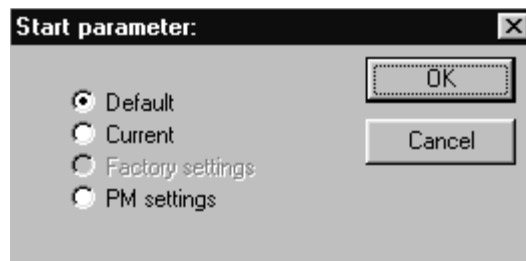 Start parameter:
Default
Current
Factory settings
PM settings
OK
Cancel